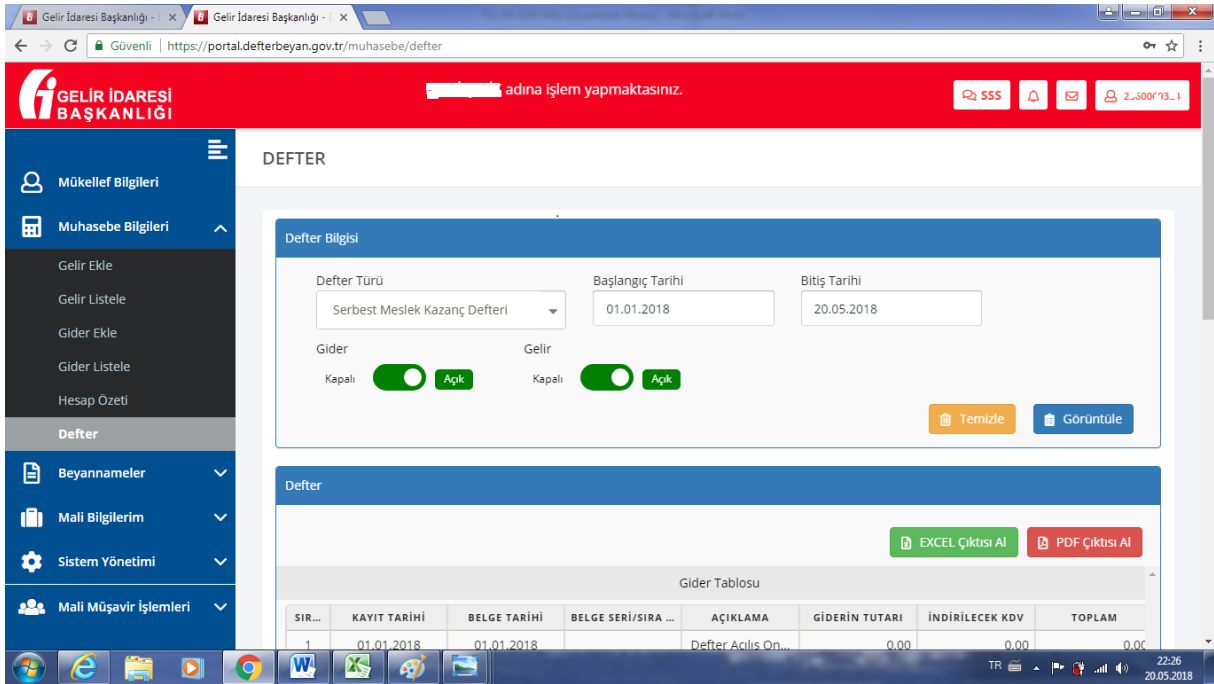 Gelir İdaresi Başkanlığı - Gelir İdaresi Başkanlığı -
Güvenli | https://portal.defterbeyan.gov.tr/muhasebe/defter
GELİR İDARESİ
BAŞKANLIĞI
adına işlem yapmaktasınız.
SSS
DEFTER
Mükellef Bilgileri
Muhasebe Bilgileri
Gelir Ekle
Gelir Listele
Gider Ekle
Gider Listele
Hesap Özeti
Defter
Beyannameler
Mali Bilgilerim
Sistem Yönetimi
Mali Müşavir İşlemleri
Defter Bilgisi
Defter Türü Başlangıç Tarihi Bitiş Tarihi
Serbest Meslek Kazanç Defteri 01.01.2018 20.05.2018
Gider Gelir
Kapalı Açık Kapalı Açık
Temizle Görüntüle
Defter
EXCEL Çıktısı Al PDF Çıktısı Al
Gider Tablosu
SIR... KAYIT TARİHİ BELGE TARİHİ BELGE SERİ/SIRA ... AÇIKLAMA GİDERİN TUTARI İNDİRİLECEK KDV TOPLAM
1 01.01.2018 01.01.2018 Defter Açılış On... 0.00 0.00 0.00
TR 22:26
20.05.2018